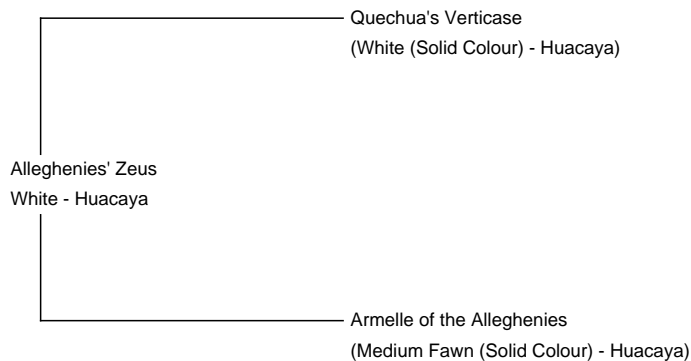 Quechua's Verticase
(White (Solid Colour) - Huacaya)
Alleghenies' Zeus
White - Huacaya
Armelle of the Alleghenies
(Medium Fawn (Solid Colour) - Huacaya)